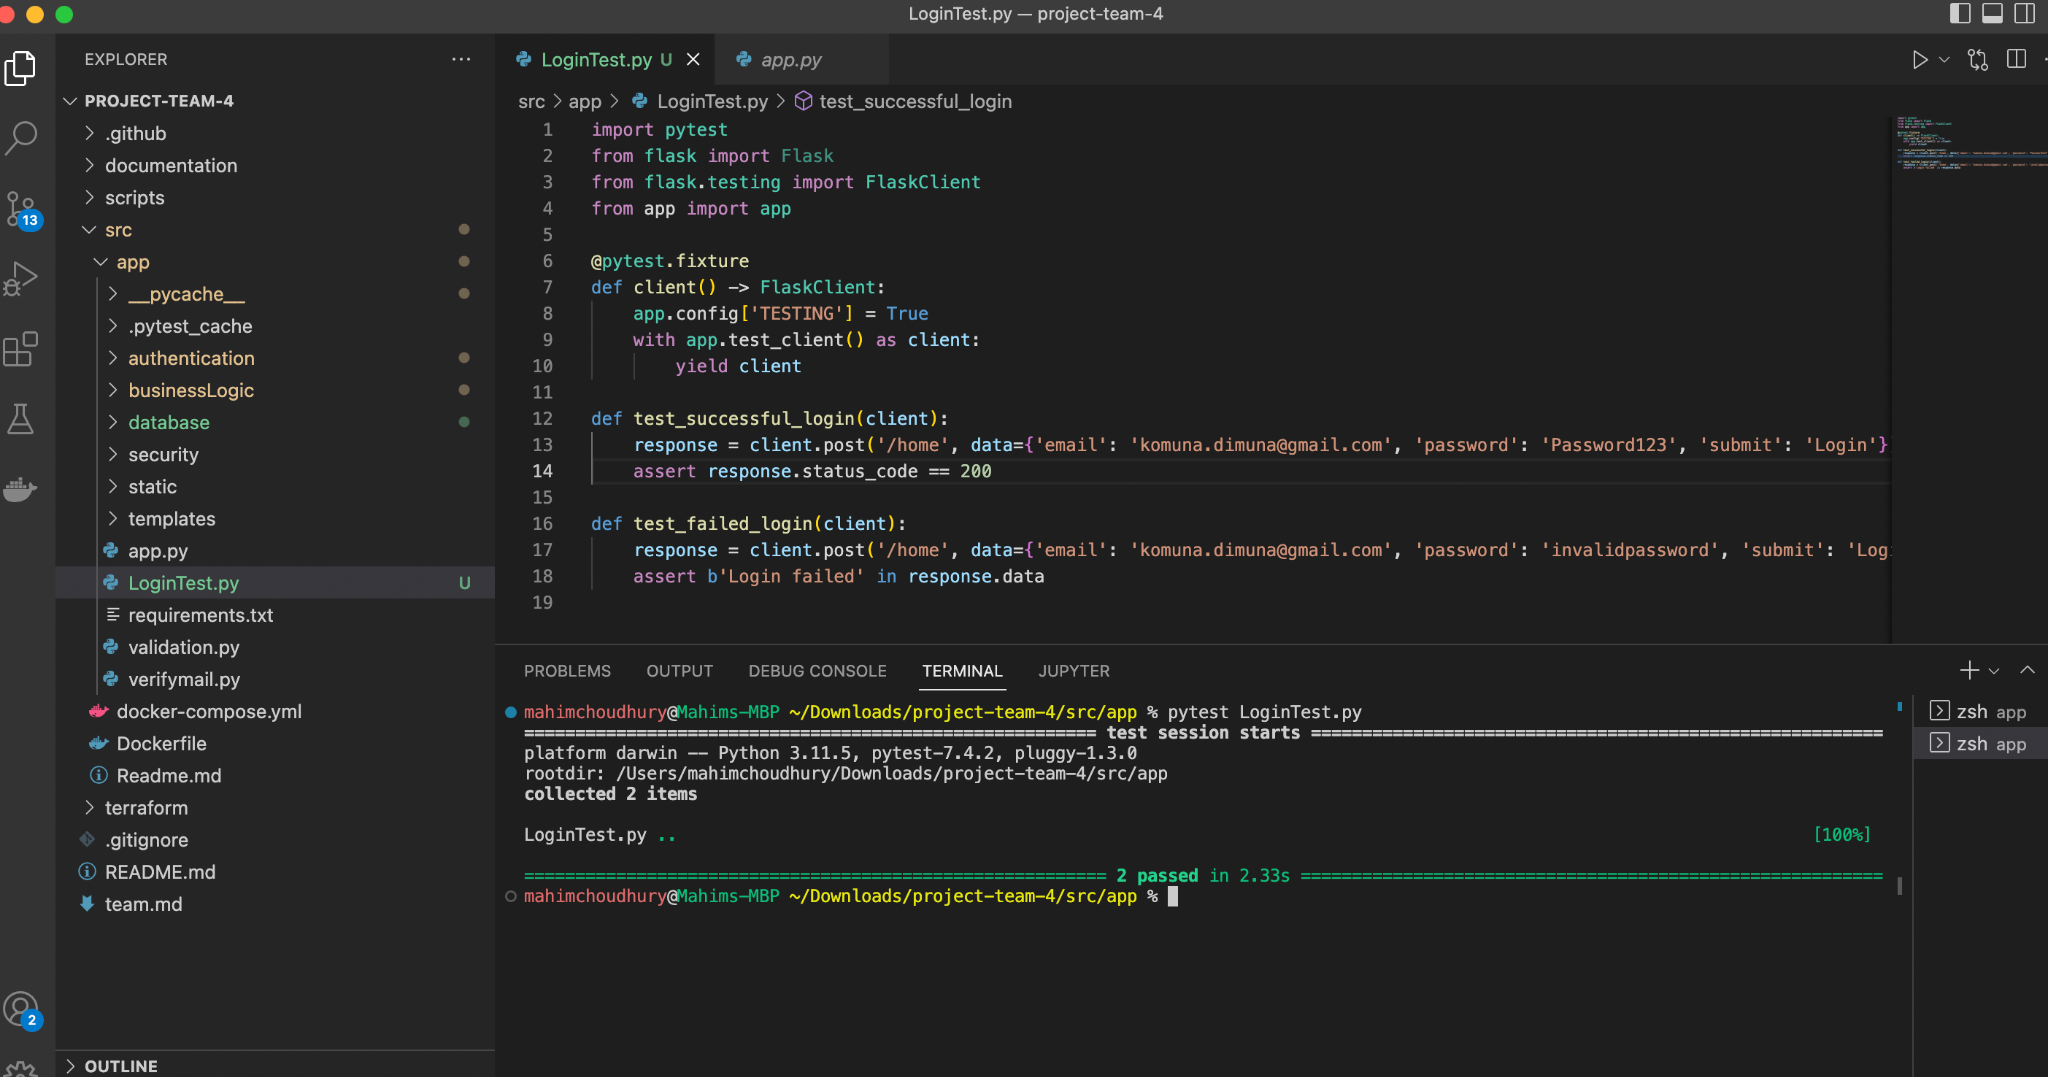 LoginTest.py — project-team-4
EXPLORER
PROJECT-TEAM-4
.github
documentation
scripts
src
app
__pycache__
.pytest_cache
authentication
businessLogic
database
security
static
templates
app.py
LoginTest.py U
requirements.txt
validation.py
verifymail.py
docker-compose.yml
Dockerfile
Readme.md
terraform
.gitignore
README.md
team.md
OUTLINE
13
2
LoginTest.py U
app.py
src > app > LoginTest.py > test_successful_login
1 import pytest
2 from flask import Flask
3 from flask.testing import FlaskClient
4 from app import app
5
6 @pytest.fixture
7 def client() -> FlaskClient:
8 app.config['TESTING'] = True
9 with app.test_client() as client:
10 yield client
11
12 def test_successful_login(client):
13 response = client.post('/home', data={'email': 'komuna.dimuna@gmail.com', 'password': 'Password123', 'submit': 'Login'}
14 assert response.status_code == 200
15
16 def test_failed_login(client):
17 response = client.post('/home', data={'email': 'komuna.dimuna@gmail.com', 'password': 'invalidpassword', 'submit': 'Log
18 assert b'Login failed' in response.data
19
PROBLEMS OUTPUT DEBUG CONSOLE TERMINAL JUPYTER
mahimchoudhury@Mahims-MBP ~/Downloads/project-team-4/src/app % pytest LoginTest.py
======================================================== test session starts ========================================================
platform darwin -- Python 3.11.5, pytest-7.4.2, pluggy-1.3.0
rootdir: /Users/mahimchoudhury/Downloads/project-team-4/src/app
collected 2 items
LoginTest.py .. [100%]
========================================================= 2 passed in 2.33s =========================================================
mahimchoudhury@Mahims-MBP ~/Downloads/project-team-4/src/app %
zsh app
zsh app